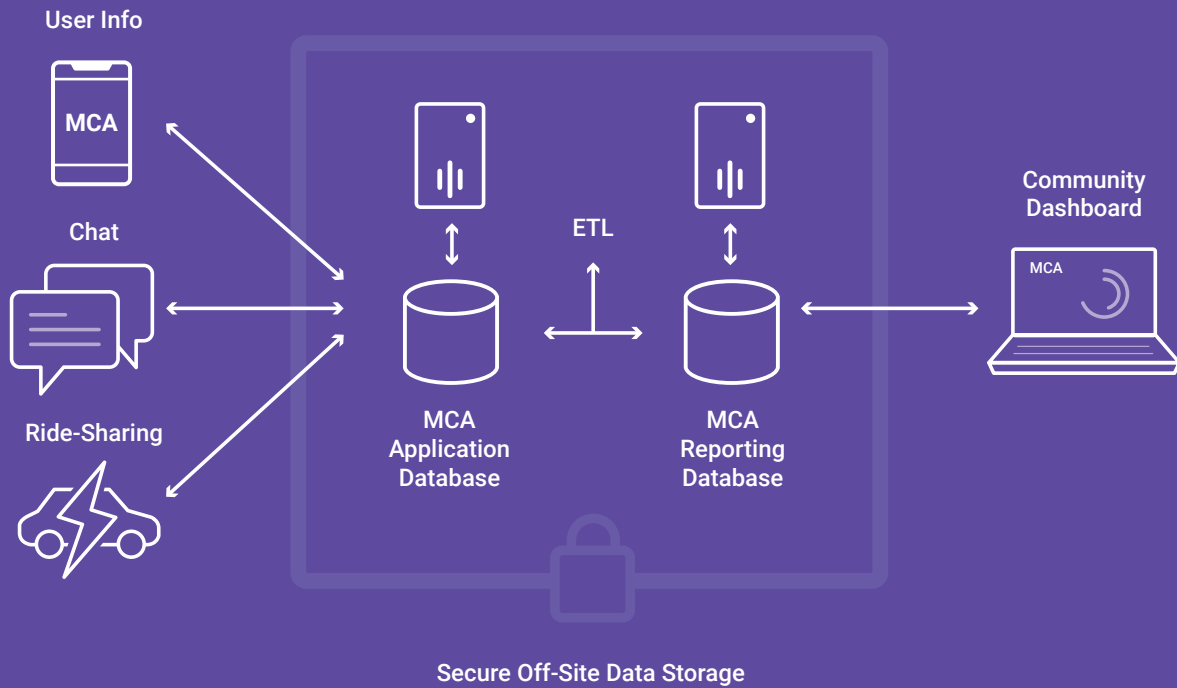 User Info
MCA
Chat
Ride-Sharing
ETL
MCA
Application
Database
MCA
Reporting
Database
Community
Dashboard
MCA
Secure Off-Site Data Storage